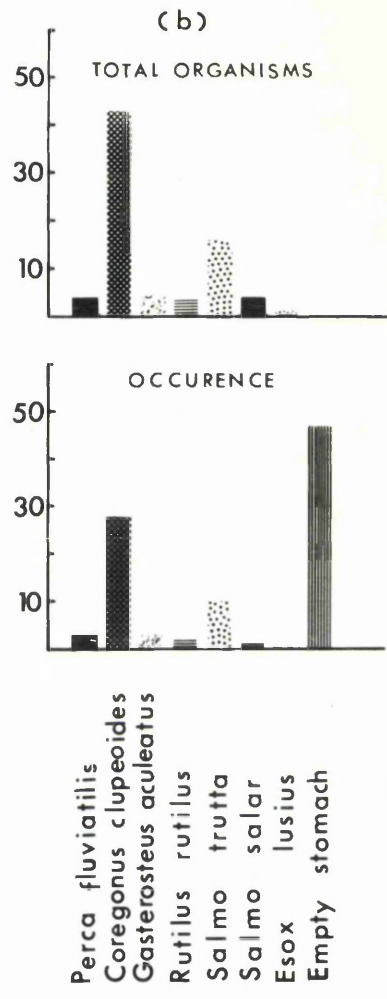 (b)
TOTAL ORGANISMS
50
30
10
OCCURENCE
50
30
10
Perca fluviatilis
Coregonus clupeoides
Gasterosteus aculeatus
Rutilus rutilus
Salmo trutta
Salmo salar
Esox lusius
Empty stomach